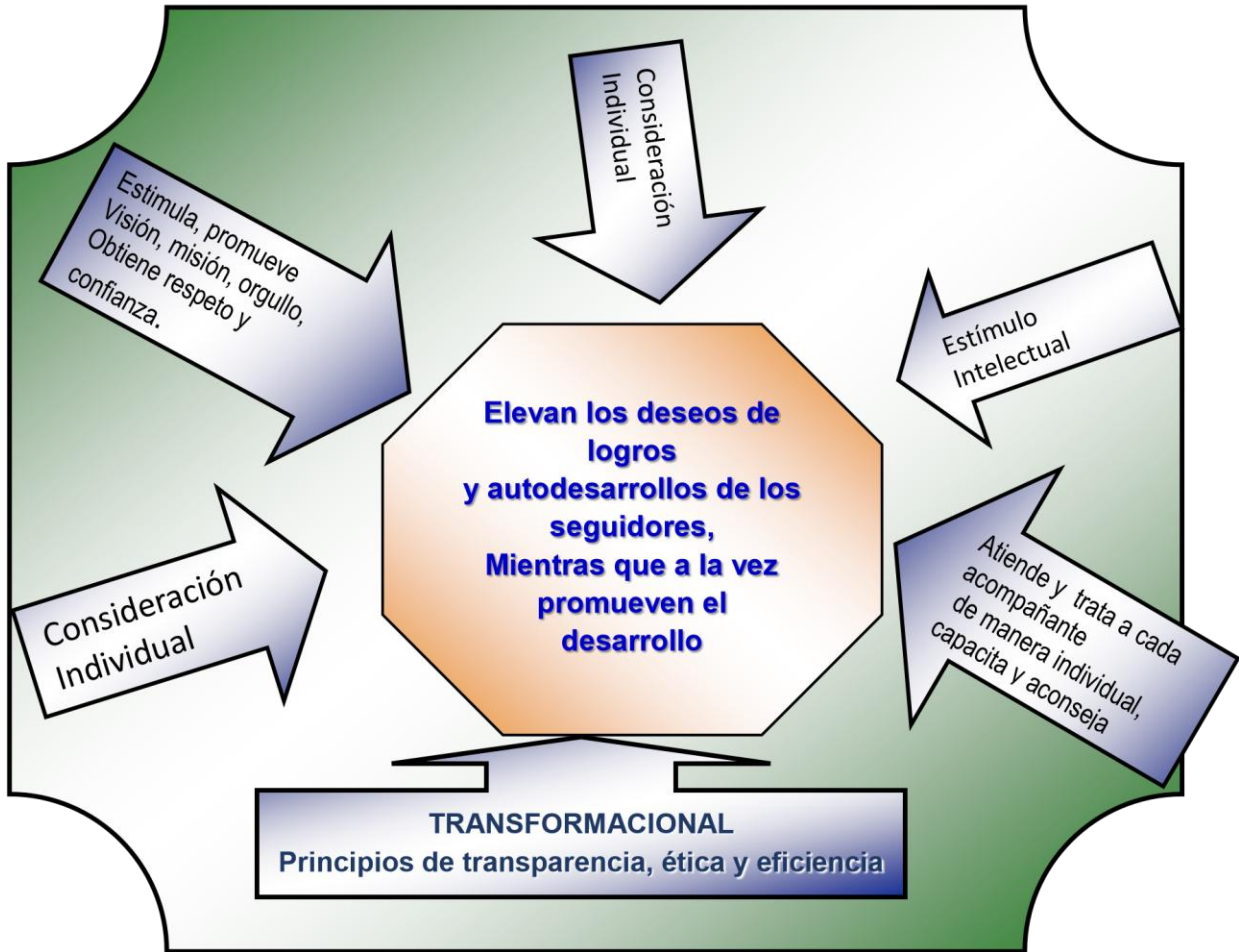 Consideración
Individual
Estimula, promueve
Visión, misión, orgullo,
Obtiene respeto y
confianza.
Estímulo
Intelectual
Elevan los deseos de
logros
y autodesarrollos de los
seguidores,
Mientras que a la vez
promueven el
desarrollo
Consideración
Individual
Atiende y trata a cada
acompañante
de manera individual,
capacita y aconseja
TRANSFORMACIONAL
Principios de transparencia, ética y eficiencia